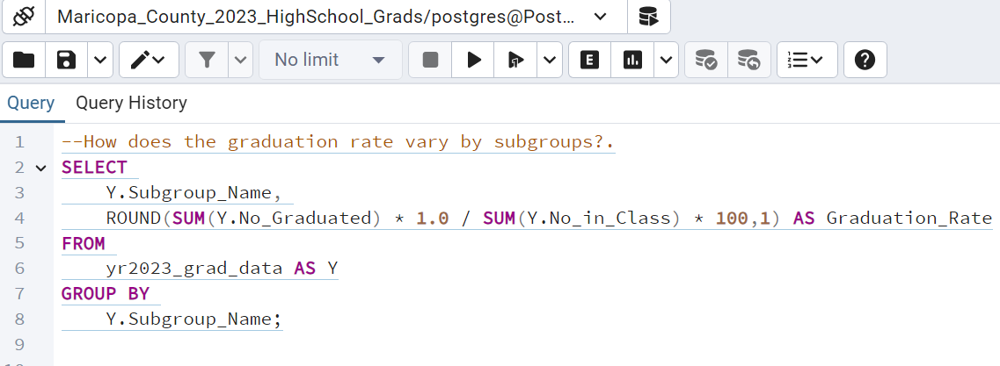 Maricopa_County_2023_HighSchool_Grads/postgres@Post...
No limit
E
Query Query History
1 --How does the graduation rate vary by subgroups?.
2 SELECT
3 Y.Subgroup_Name,
4 ROUND(SUM(Y.No_Graduated) * 1.0 / SUM(Y.No_in_Class) * 100,1) AS Graduation_Rate
5 FROM
6 yr2023_grad_data AS Y
7 GROUP BY
8 Y.Subgroup_Name;
9